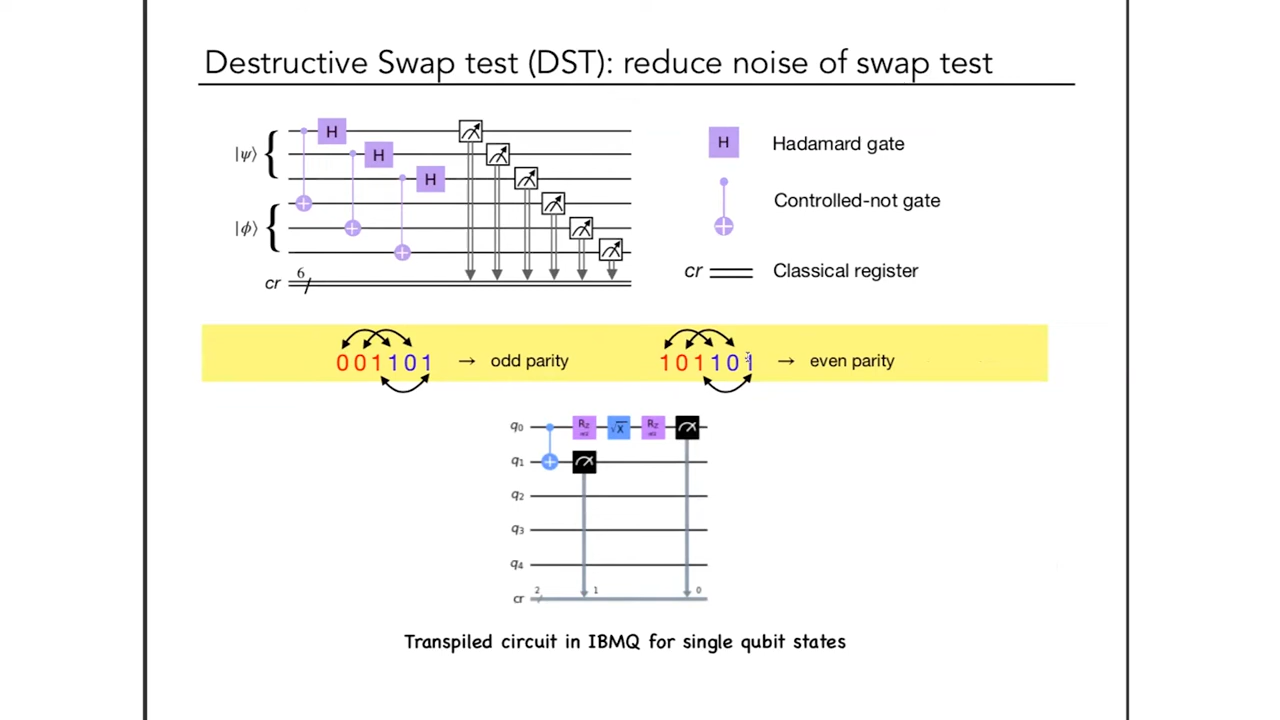 Destructive Swap test (DST): reduce noise of swap test
H
H
H
|ψ⟩
|ϕ⟩
6
cr
H Hadamard gate
Controlled-not gate
cr Classical register
001101 → odd parity
101101 → even parity
q0 RZ √X RZ
q1
q2
q3
q4
cr 2 1 0
Transpiled circuit in IBMQ for single qubit states